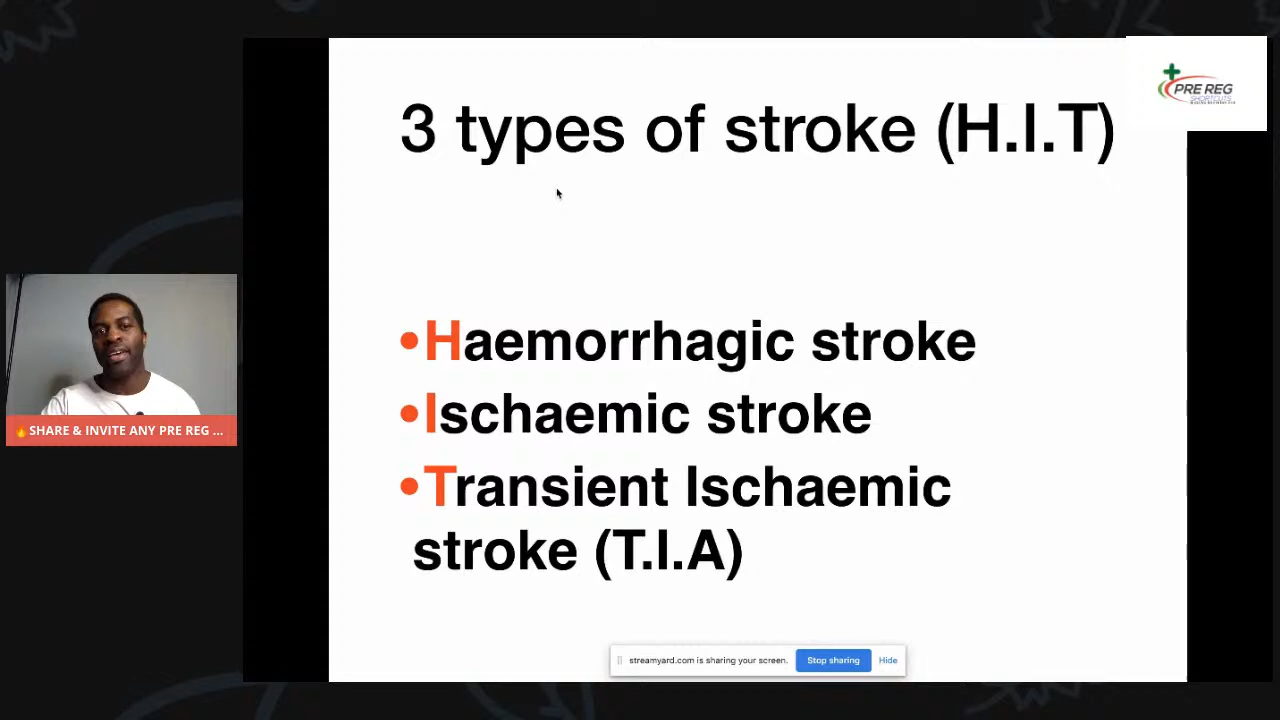 3 types of stroke (H.I.T)
PRE REG
SHORTCUTS
•Haemorrhagic stroke
•Ischaemic stroke
•Transient Ischaemic
stroke (T.I.A)
🔥SHARE & INVITE ANY PRE REG ...
streamyard.com is sharing your screen.
Stop sharing
Hide